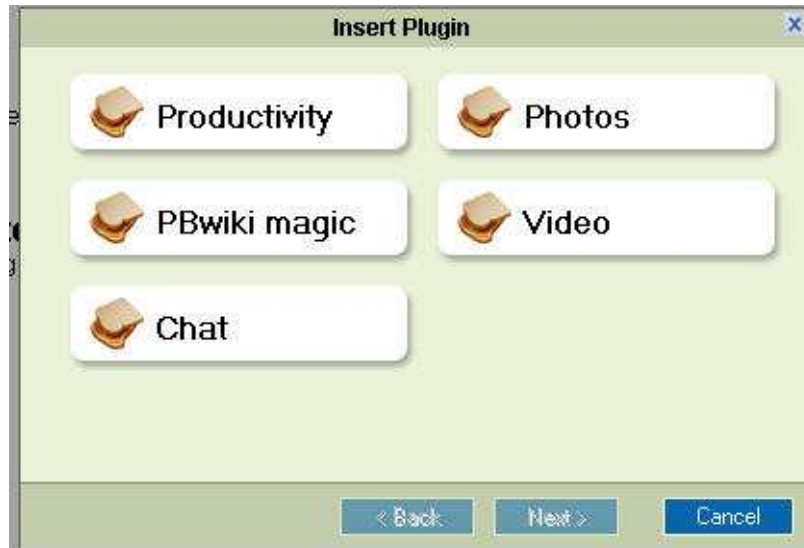 Insert Plugin x
Productivity Photos
PBwiki magic Video
Chat
< Back Next > Cancel